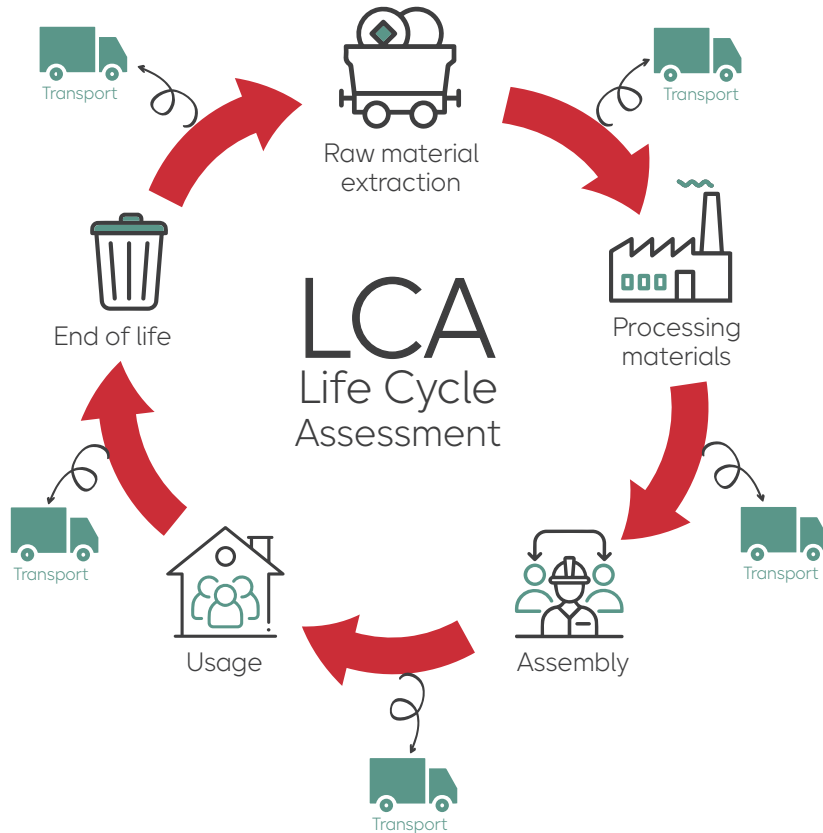 Transport
Transport
Raw material
extraction
Processing
materials
End of life
LCA
Life Cycle
Assessment
Transport
Transport
Usage
Assembly
Transport